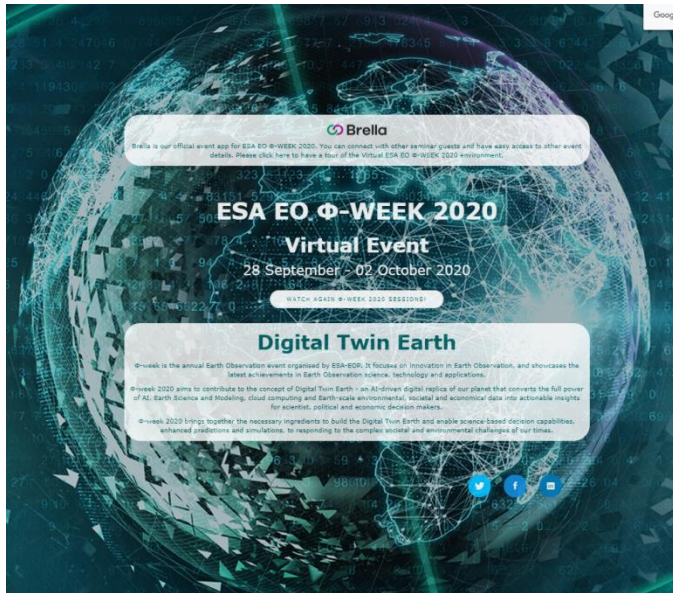 Goog
Brella
Brella is our official event app for ESA EO Φ-WEEK 2020. You can connect with other seminar guests and have easy access to other event
details. Please click here to have a tour of the Virtual ESA EO Φ-WEEK 2020 environment.
ESA EO Φ-WEEK 2020
Virtual Event
28 September - 02 October 2020
WATCH AGAIN Φ-WEEK 2020 SESSIONS!
Digital Twin Earth
Φ-week is the annual Earth Observation event organised by ESA-EOP. It focuses on Innovation in Earth Observation, and showcases the
latest achievements in Earth Observation science, technology and applications.
Φ-week 2020 aims to contribute to the concept of Digital Twin Earth - an AI-driven digital replica of our planet that converts the full power
of AI, Earth Science and Modeling, cloud computing and Earth-scale environmental, societal and economical data into actionable insights
for scientist, political and economic decision makers.
Φ-week 2020 brings together the necessary ingredients to build the Digital Twin Earth and enable science-based decision capabilities,
enhanced predictions and simulations, to responding to the complex societal and environmental challenges of our times.